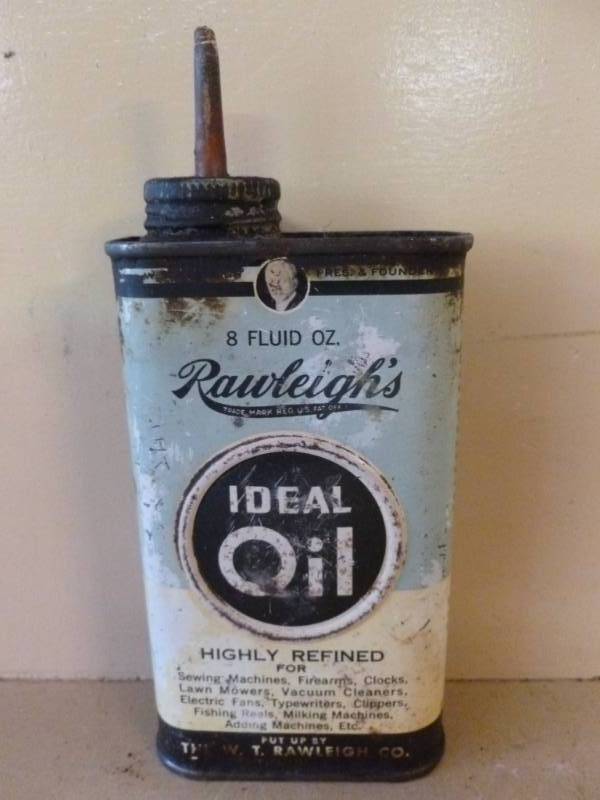 PRES. & FOUNDER
8 FLUID OZ.
Rawleigh's
TRADE MARK REG. U.S. PAT. OFF.
IDEAL
Oil
HIGHLY REFINED
FOR
Sewing Machines, Firearms, Clocks,
Lawn Mowers, Vacuum Cleaners,
Electric Fans, Typewriters, Clippers,
Fishing Reels, Milking Machines,
Adding Machines, Etc.
PUT UP BY
THE W. T. RAWLEIGH CO.